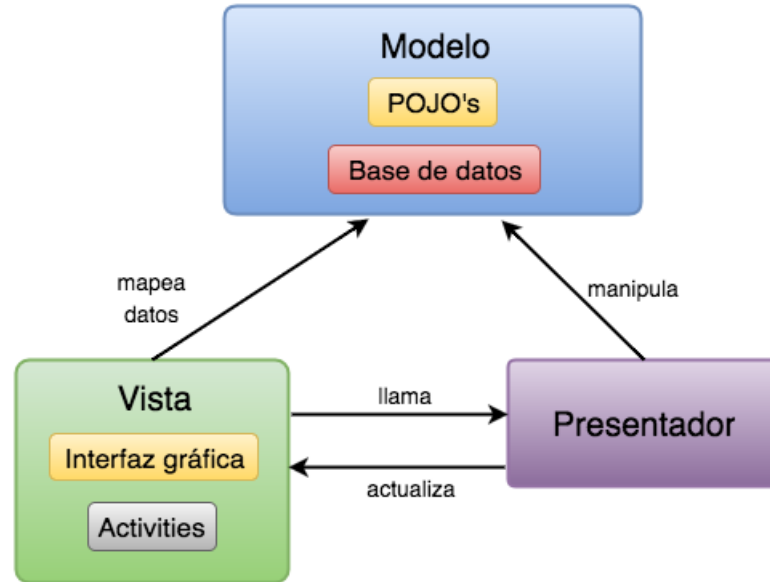 Modelo
POJO's
Base de datos
mapea
datos
manipula
Vista
Interfaz gráfica
Activities
llama
actualiza
Presentador